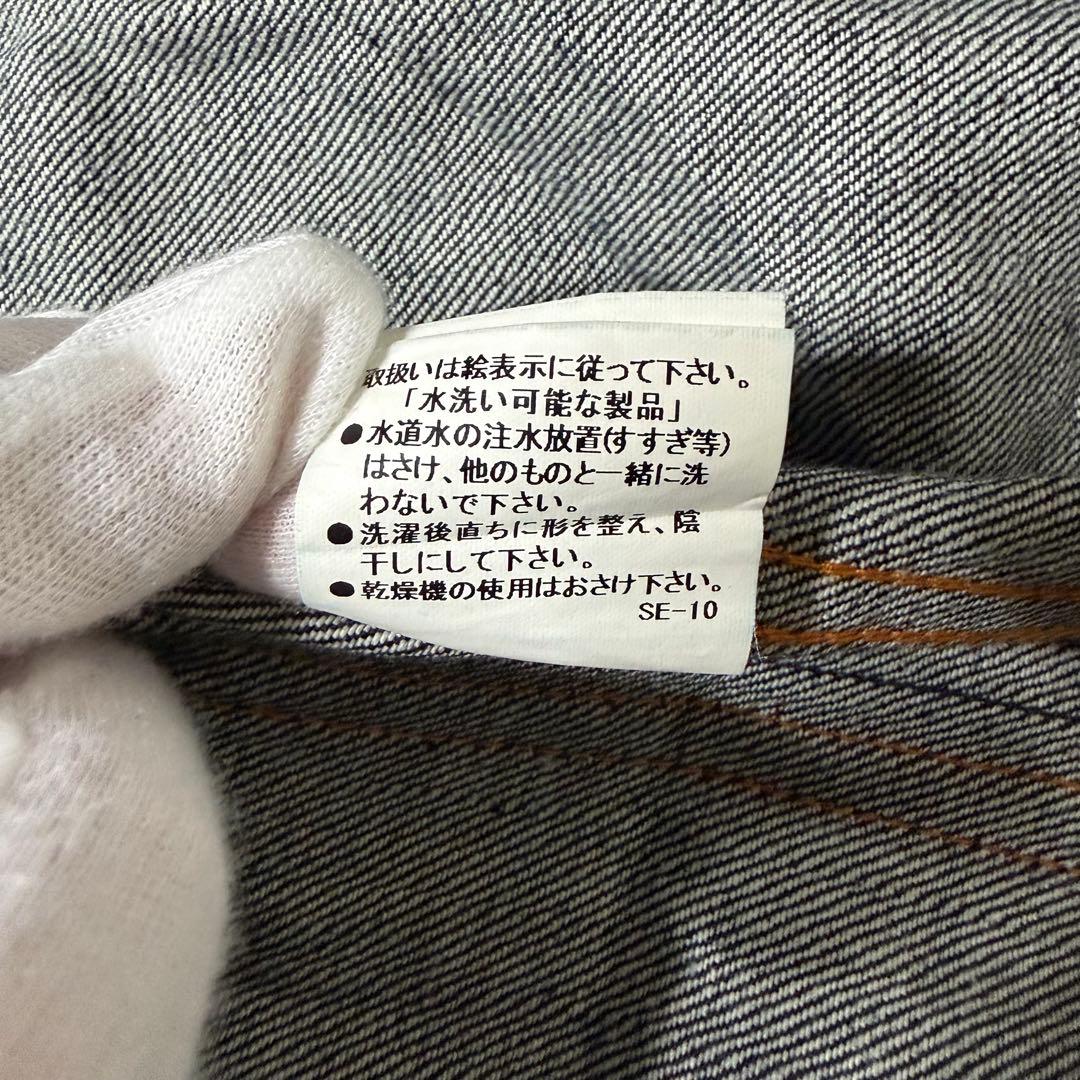 取扱いは絵表示に従って下さい。
「水洗い可能な製品」
●水道水の注水放置(すすぎ等)
はさけ、他のものと一緒に洗
わないで下さい。
●洗濯後直ちに形を整え、陰
干しにして下さい。
●乾燥機の使用はおさけ下さい。
SE-10